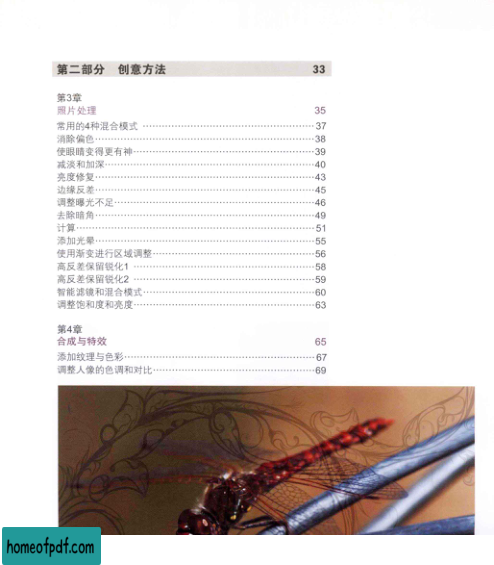 第二部分 创意方法 33
第3章
照片处理 35
常用的4种混合模式 37
消除偏色 38
使眼睛变得更有神 39
减淡和加深 40
亮度修复 43
边缘反差 45
调整曝光不足 46
去除暗角 49
计算 51
添加光晕 55
使用渐变进行区域调整 56
高反差保留锐化1 58
高反差保留锐化2 59
智能滤镜和混合模式 60
调整饱和度和亮度 63
第4章
合成与特效 65
添加纹理与色彩 67
调整人像的色调和对比 69
homeofpdf.com